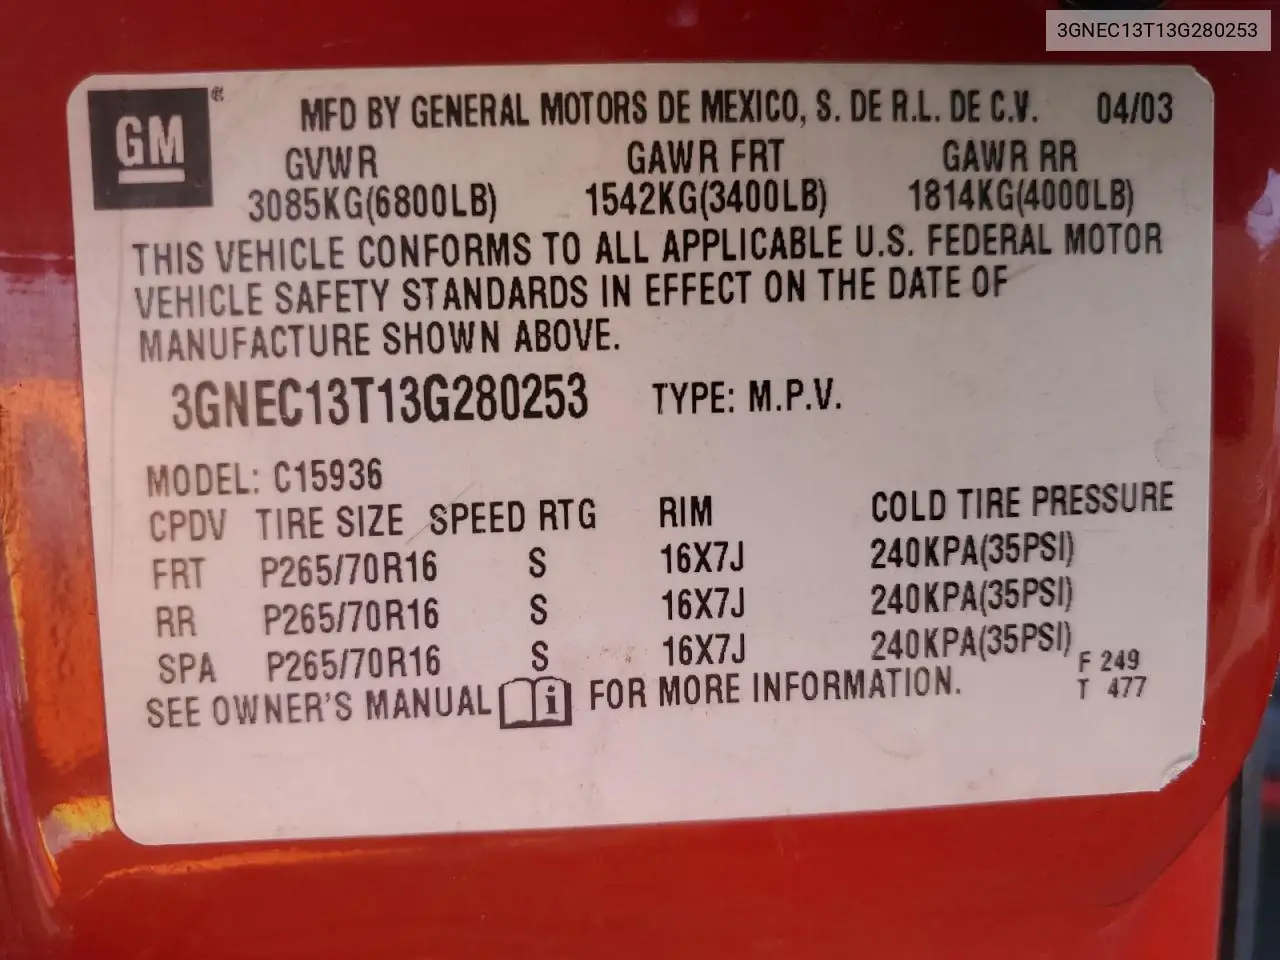 3GNEC13T13G280253
GM
®
MFD BY GENERAL MOTORS DE MEXICO, S. DE R.L. DE C.V. 04/03
GVWR GAWR FRT GAWR RR
3085KG(6800LB) 1542KG(3400LB) 1814KG(4000LB)
THIS VEHICLE CONFORMS TO ALL APPLICABLE U.S. FEDERAL MOTOR
VEHICLE SAFETY STANDARDS IN EFFECT ON THE DATE OF
MANUFACTURE SHOWN ABOVE.
3GNEC13T13G280253 TYPE: M.P.V.
MODEL: C15936
CPDV TIRE SIZE SPEED RTG RIM COLD TIRE PRESSURE
FRT P265/70R16 S 16X7J 240KPA(35PSI)
RR P265/70R16 S 16X7J 240KPA(35PSI)
SPA P265/70R16 S 16X7J 240KPA(35PSI)
F 249
T 477
SEE OWNER'S MANUAL i FOR MORE INFORMATION.